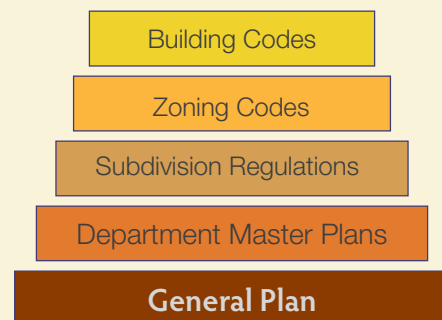 Building Codes
Zoning Codes
Subdivision Regulations
Department Master Plans
General Plan